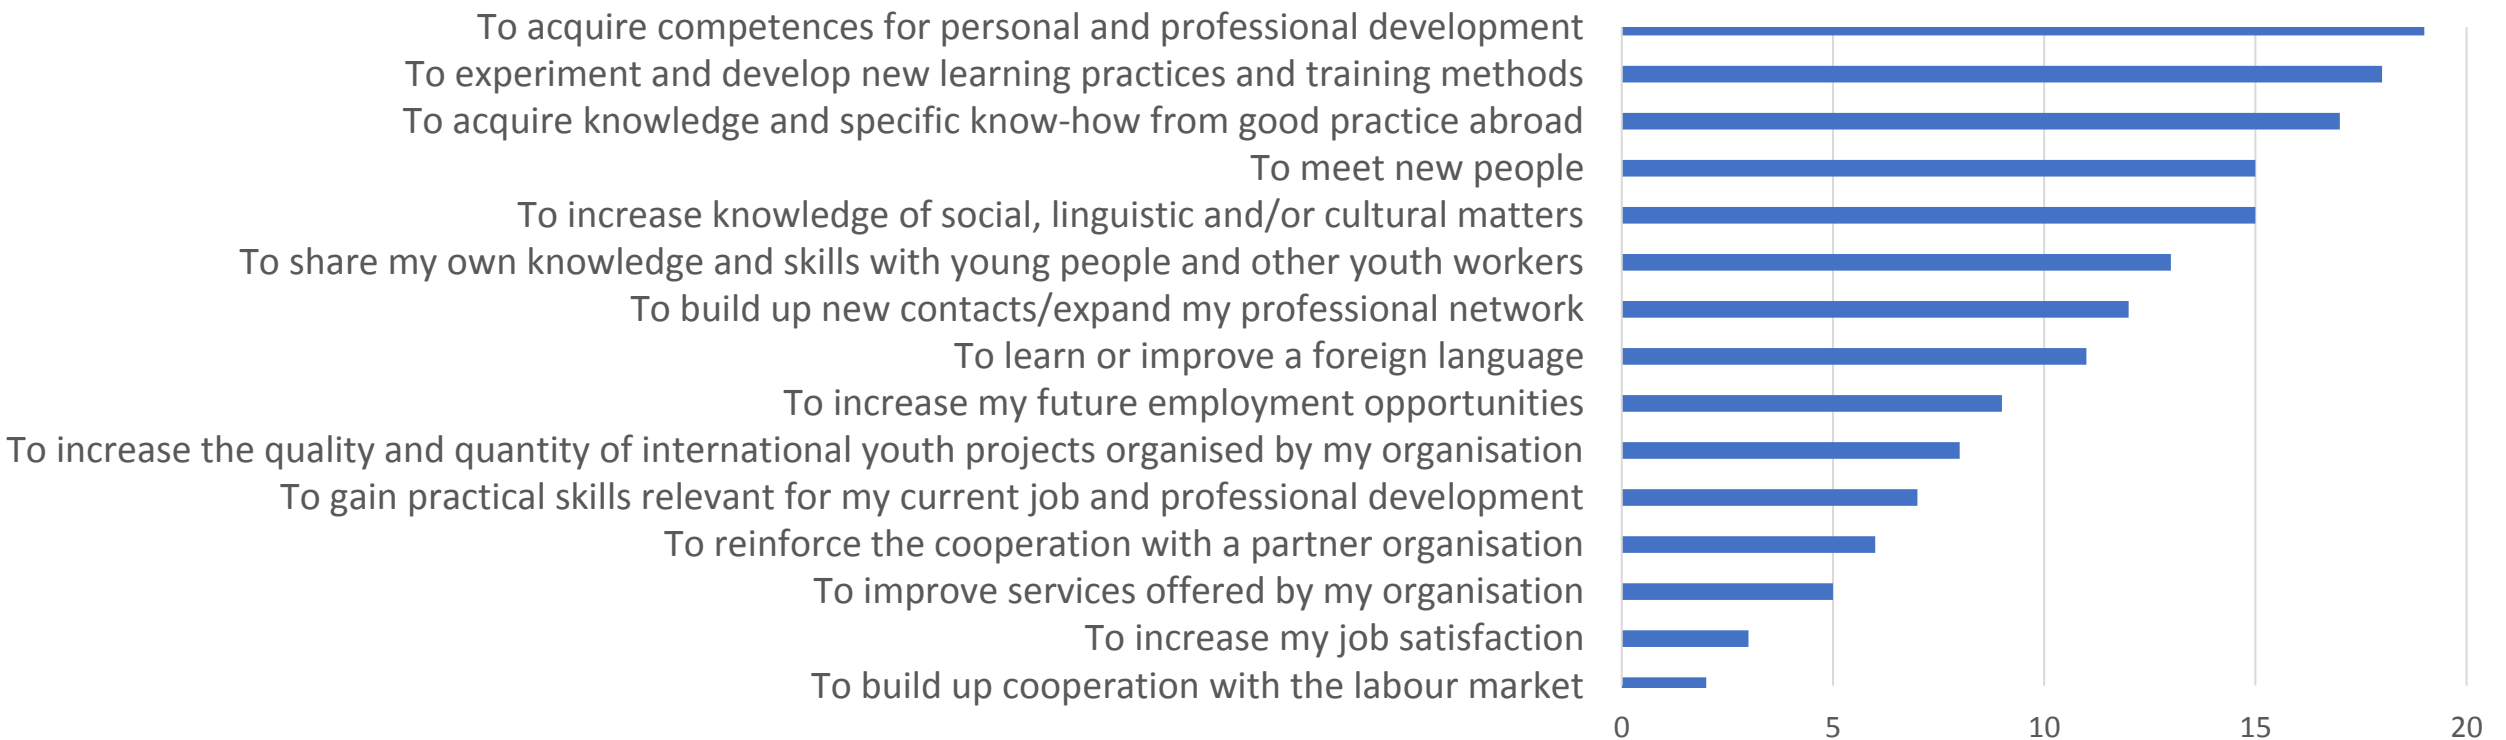 To acquire competences for personal and professional development
To experiment and develop new learning practices and training methods
To acquire knowledge and specific know-how from good practice abroad
To meet new people
To increase knowledge of social, linguistic and/or cultural matters
To share my own knowledge and skills with young people and other youth workers
To build up new contacts/expand my professional network
To learn or improve a foreign language
To increase my future employment opportunities
To increase the quality and quantity of international youth projects organised by my organisation
To gain practical skills relevant for my current job and professional development
To reinforce the cooperation with a partner organisation
To improve services offered by my organisation
To increase my job satisfaction
To build up cooperation with the labour market
0 5 10 15 20